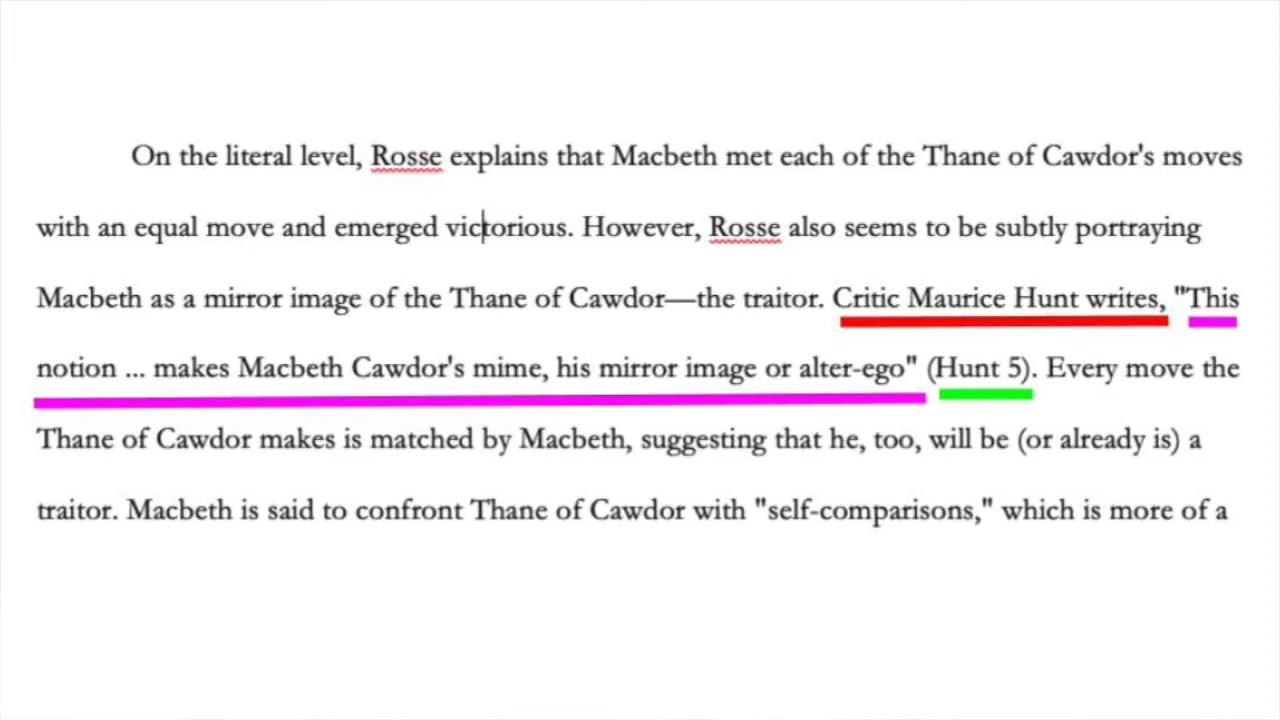 On the literal level, Rosse explains that Macbeth met each of the Thane of Cawdor's moves
with an equal move and emerged victorious. However, Rosse also seems to be subtly portraying
Macbeth as a mirror image of the Thane of Cawdor—the traitor. Critic Maurice Hunt writes, "This
notion ... makes Macbeth Cawdor's mime, his mirror image or alter-ego" (Hunt 5). Every move the
Thane of Cawdor makes is matched by Macbeth, suggesting that he, too, will be (or already is) a
traitor. Macbeth is said to confront Thane of Cawdor with "self-comparisons," which is more of a